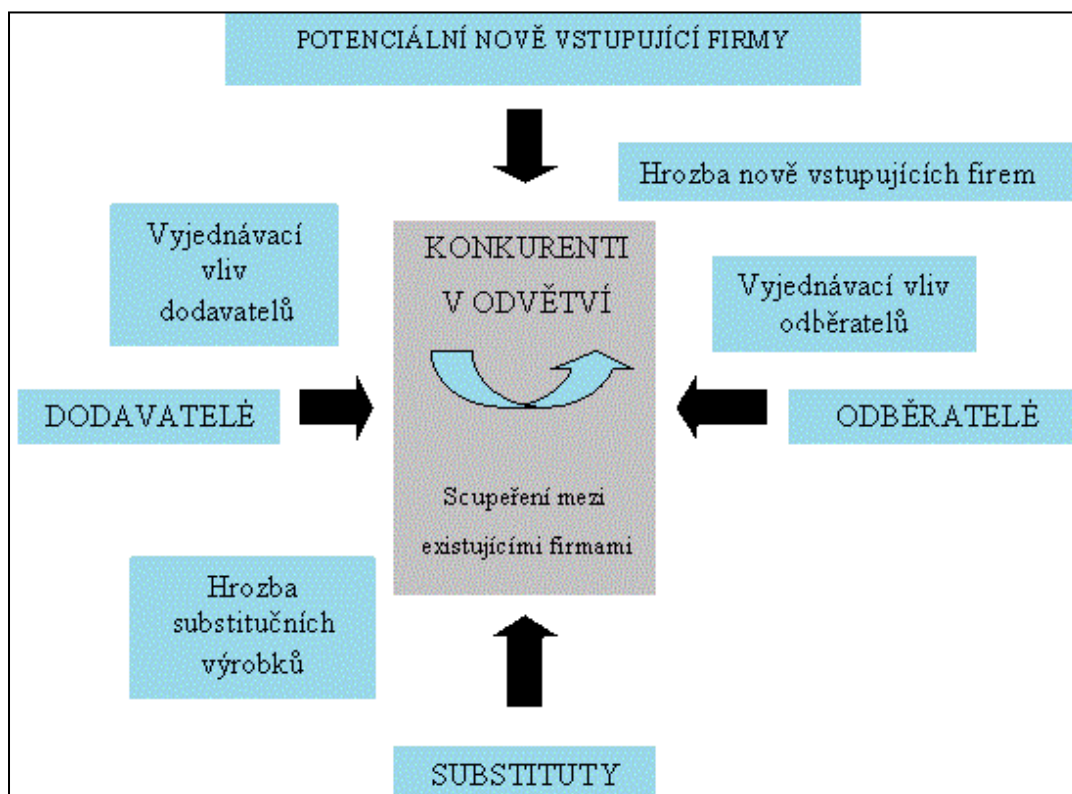 POTENCIÁLNÍ NOVĚ VSTUPUJÍCÍ FIRMY
Hrozba nově vstupujících firem
Vyjednávací
vliv
dodavatelů
KONKURENTI
V ODVĚTVÍ
Vyjednávací vliv
odběratelů
DODAVATELÉ
ODBĚRATELÉ
Scupeření mezi
existujícími firmami
Hrozba
substitučních
výrobků
SUBSTITUTY